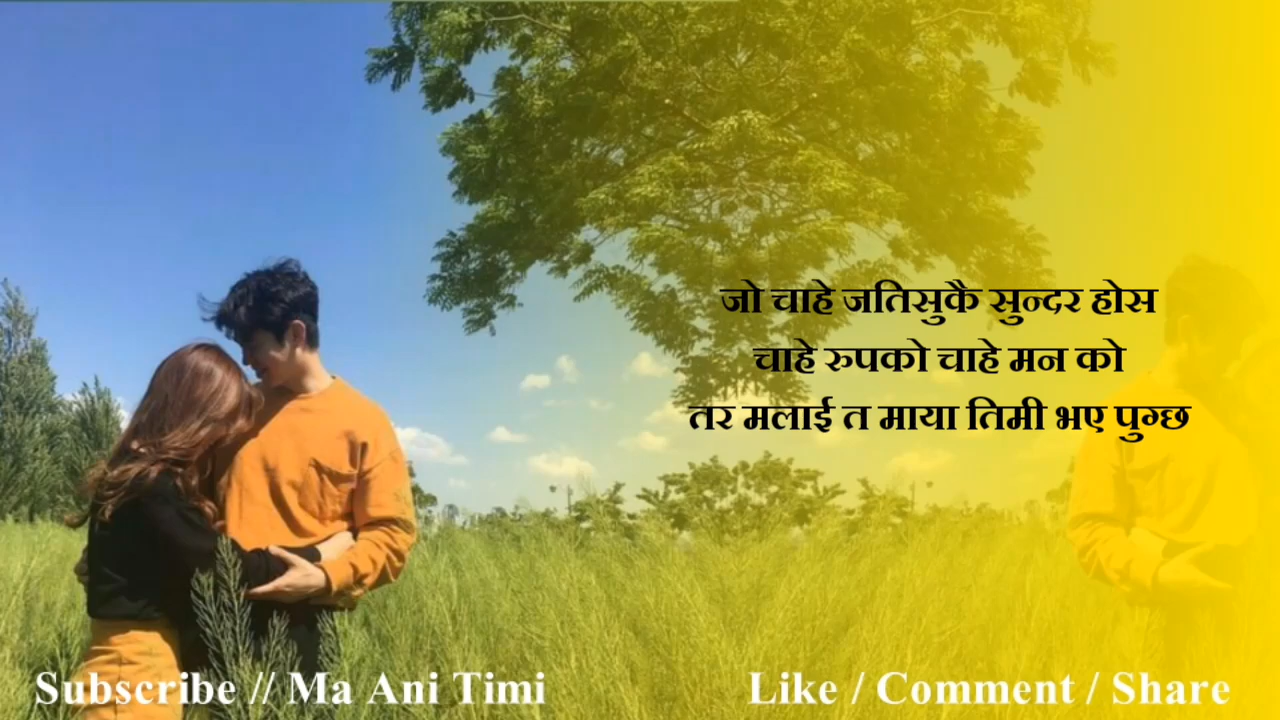 जो चाहे जतिसुकै सुन्दर होस
चाहे रुपको चाहे मन को
तर मलाई त माया तिमी भए पुग्छ
Subscribe // Ma Ani Timi
Like / Comment / Share